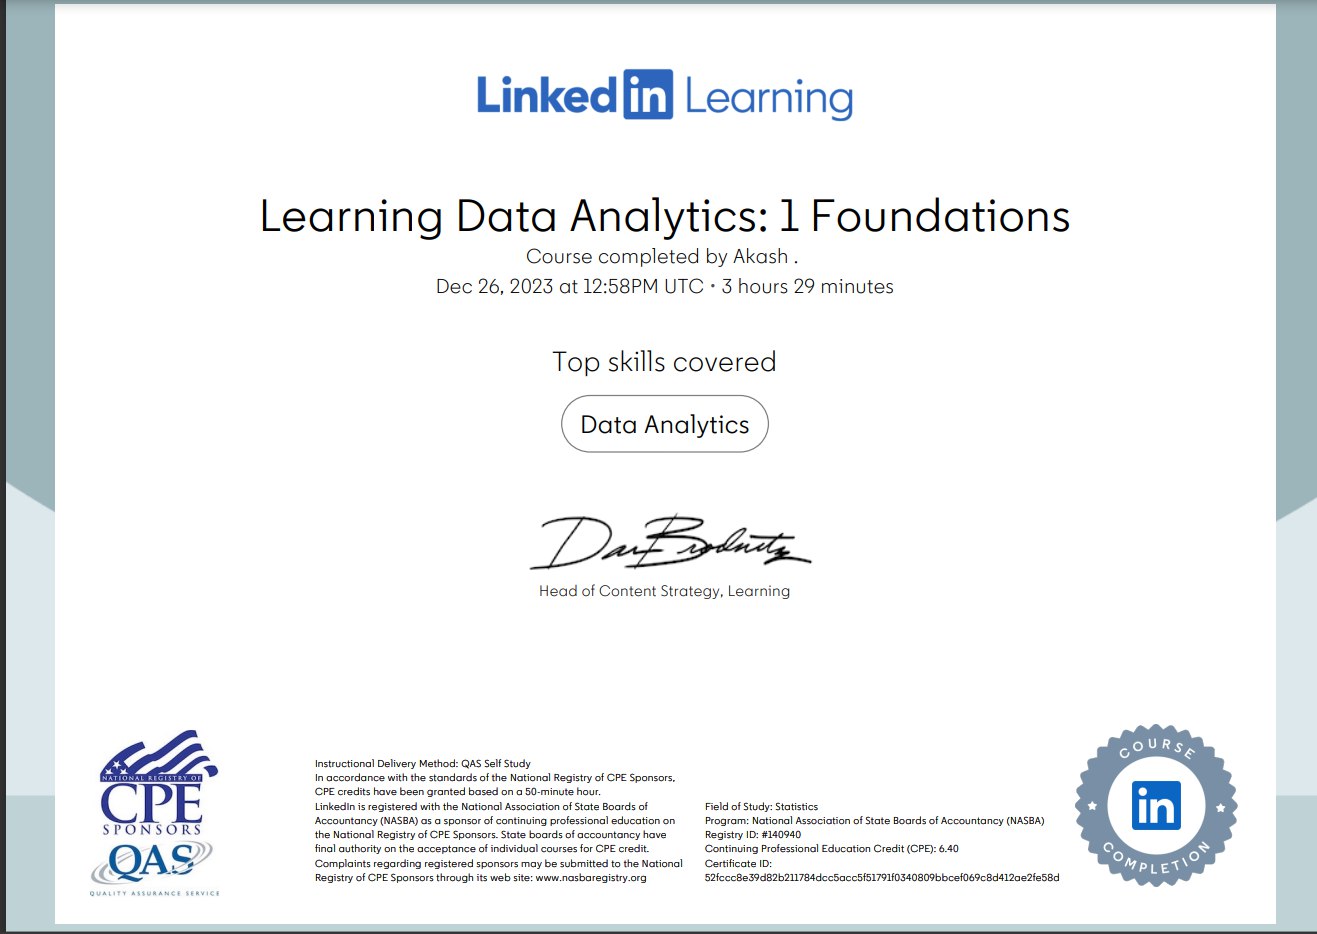 Linked in Learning
Learning Data Analytics: 1 Foundations
Course completed by Akash .
Dec 26, 2023 at 12:58PM UTC • 3 hours 29 minutes
Top skills covered
Data Analytics
Dan Brodnitz
Head of Content Strategy, Learning
NATIONAL REGISTRY OF
CPE
SPONSORS
QAS
QUALITY ASSURANCE SERVICE
Instructional Delivery Method: QAS Self Study
In accordance with the standards of the National Registry of CPE Sponsors,
CPE credits have been granted based on a 50-minute hour.
LinkedIn is registered with the National Association of State Boards of
Accountancy (NASBA) as a sponsor of continuing professional education on
the National Registry of CPE Sponsors. State boards of accountancy have
final authority on the acceptance of individual courses for CPE credit.
Complaints regarding registered sponsors may be submitted to the National
Registry of CPE Sponsors through its web site: www.nasbaregistry.org
Field of Study: Statistics
Program: National Association of State Boards of Accountancy (NASBA)
Registry ID: #140940
Continuing Professional Education Credit (CPE): 6.40
Certificate ID:
52fccc8e39d82b211784dcc5acc5f51791f0340809bbcef069c8d412ae2fe58d
COURSE
in
COMPLETION